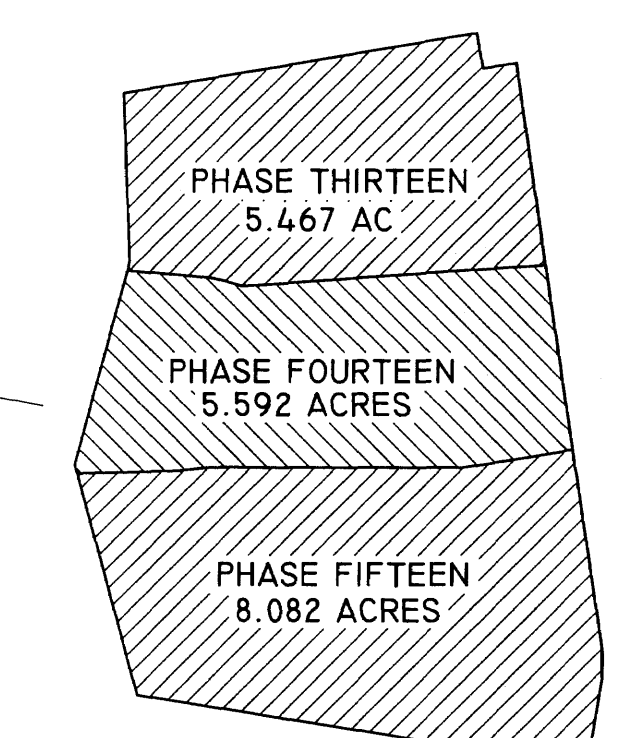 PHASE THIRTEEN
5.467 AC
PHASE FOURTEEN
5.592 ACRES
PHASE FIFTEEN
8.082 ACRES